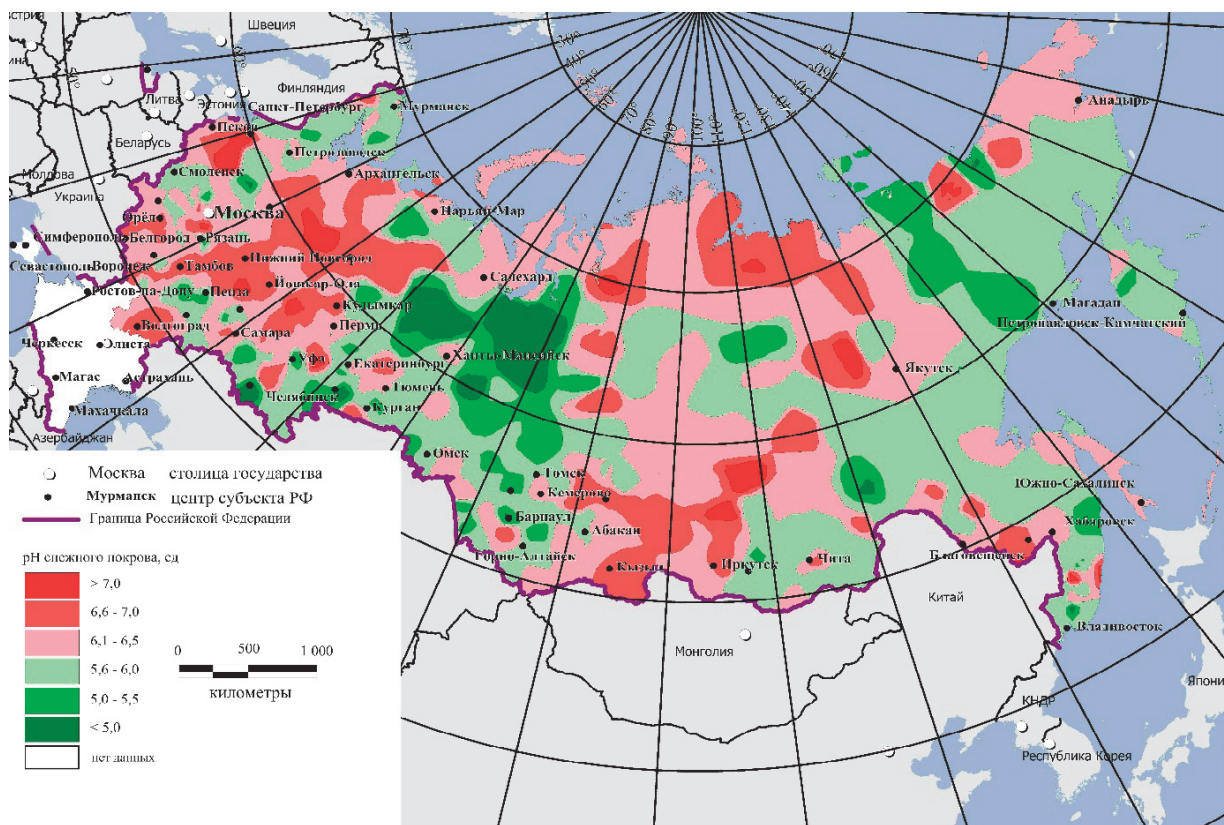 Швеция
Финляндия
Эстония
Литва
Беларусь
Молдова
Украина
Азербайджан
Санкт-Петербург
Мурманск
Псков
Петрозаводск
Смоленск
Архангельск
Нарьян-Мар
Москва
Орёл
Симферополь
Белгород
Рязань
Нижний Новгород
Севастополь
Воронеж
Тамбов
Салехард
Йошкар-Ола
Ростов-на-Дону
Пенза
Кудымкар
Волгоград
Самара
Пермь
Черкесск
Элиста
Уфа
Екатеринбург
Ханты-Мансийск
Магас
Астрахань
Челябинск
Тюмень
Курган
Махачкала
Омск
Томск
Кемерово
Барнаул
Абакан
Горно-Алтайск
Кызыл
Иркутск
Чита
Анадырь
Магадан
Петропавловск-Камчатский
Якутск
Южно-Сахалинск
Хабаровск
Благовещенск
Владивосток
Китай
Монголия
КНДР
Республика Корея
Япони
Москва столица государства
Мурманск центр субъекта РФ
Граница Российской Федерации
pH снежного покрова, ед
> 7,0
6,6 - 7,0
6,1 - 6,5
5,6 - 6,0
5,0 - 5,5
< 5,0
нет данных
0 500 1 000
километры